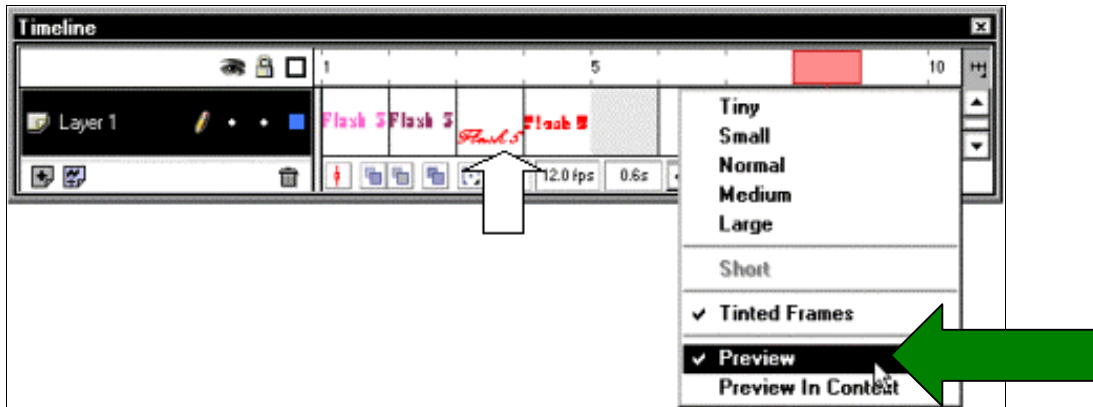 Timeline
1 5 10
Layer 1
Flash 5 Flash 5 Flash 5 Flash 5
12.0 fps 0.6s
Tiny
Small
Normal
Medium
Large
Short
Tinted Frames
Preview
Preview In Context